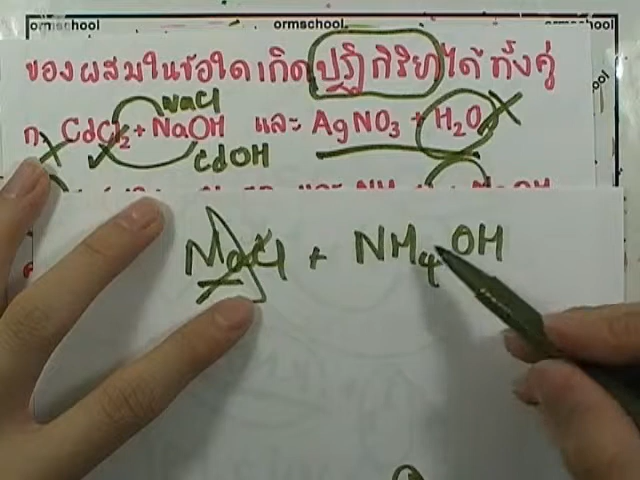 ormschool ormschool ormschool
ของผสมในข้อใดเกิดปฏิกิริยาได้ทั้งคู่
NaCl
ก. CdCl₂ + NaOH และ AgNO₃ + H₂O
CdOH
NaCl + NH₄OH